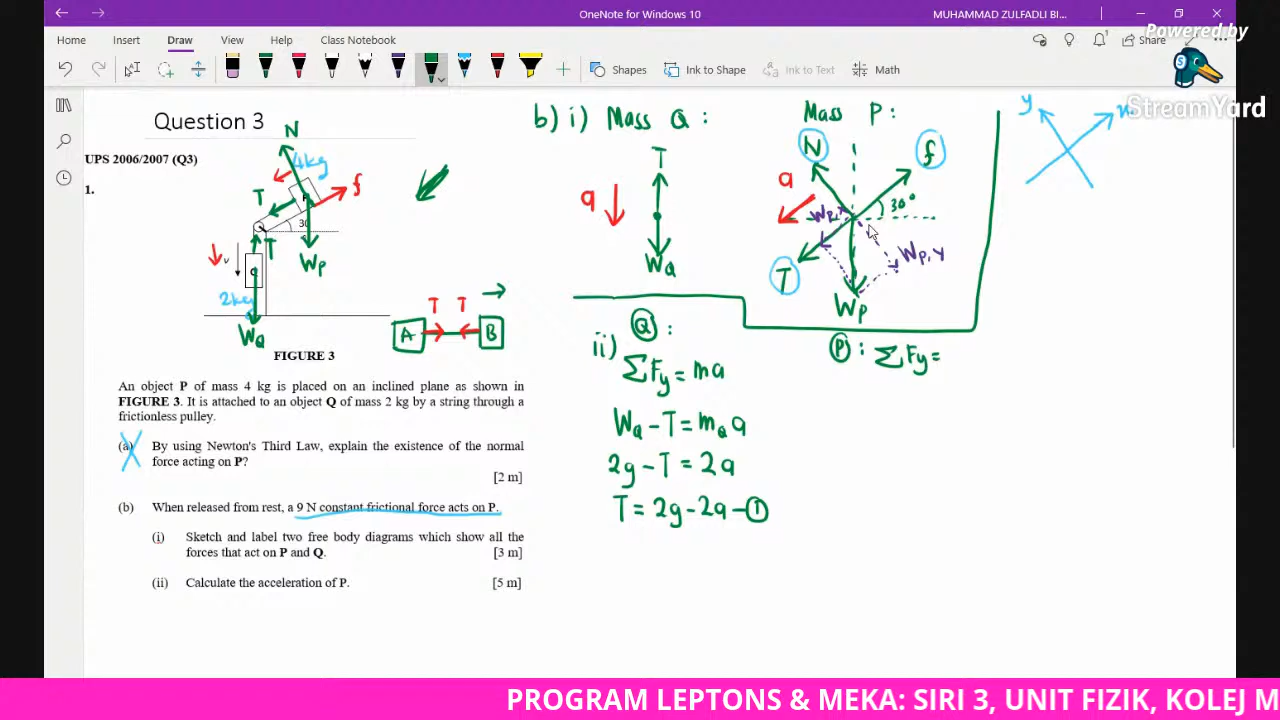 OneNote for Windows 10
MUHAMMAD ZULFADLI BI...
Powered by
StreamYard
Home
Insert
Draw
View
Help
Class Notebook
Share
Shapes
Ink to Shape
Ink to Text
Math
Question 3
UPS 2006/2007 (Q3)
1.
N
4kg
f
T
P
30
T
WP
v
Q
2kg
WQ
FIGURE 3
T T
A B
An object P of mass 4 kg is placed on an inclined plane as shown in
FIGURE 3. It is attached to an object Q of mass 2 kg by a string through a
frictionless pulley.
(a) By using Newton's Third Law, explain the existence of the normal
force acting on P?
[2 m]
(b) When released from rest, a 9 N constant frictional force acts on P.
(i) Sketch and label two free body diagrams which show all the
forces that act on P and Q. [3 m]
(ii) Calculate the acceleration of P. [5 m]
b) i) Mass Q :
T
a
WQ
Mass P :
N
f
a
30°
WP,x
WP,y
T
WP
y x
ii) Q :
ΣFy = ma
WQ - T = mQ a
2g - T = 2a
T = 2g - 2a - ①
P : ΣFy =
PROGRAM LEPTONS & MEKA: SIRI 3, UNIT FIZIK, KOLEJ M